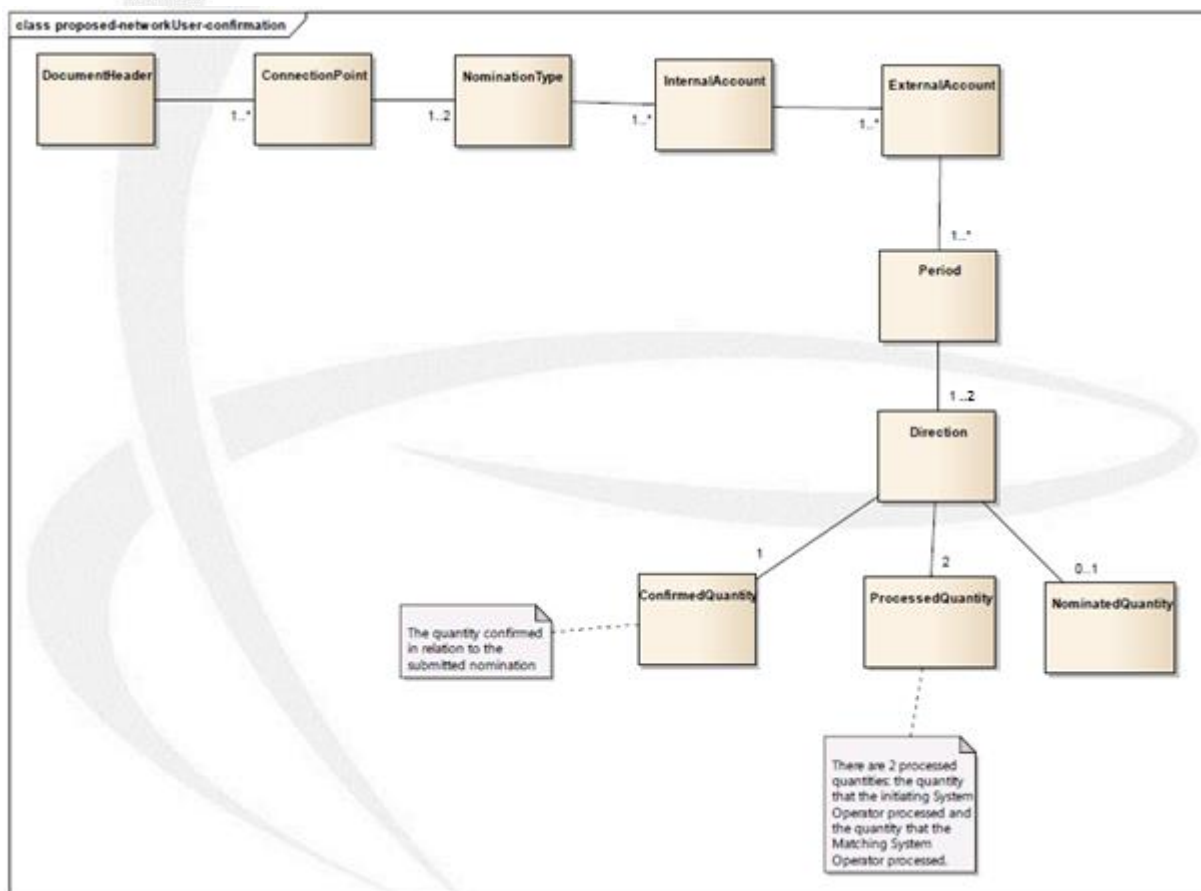 class proposed-networkUser-confirmation
DocumentHeader
ConnectionPoint
NominationType
InternalAccount
ExternalAccount
1..*
1..2
1..*
1..*
1..*
Period
1..2
Direction
1
2
0..1
ConfirmedQuantity
ProcessedQuantity
NominatedQuantity
The quantity confirmed
in relation to the
submitted nomination
There are 2 processed
quantities: the quantity
that the initiating System
Operator processed and
the quantity that the
Matching System
Operator processed.